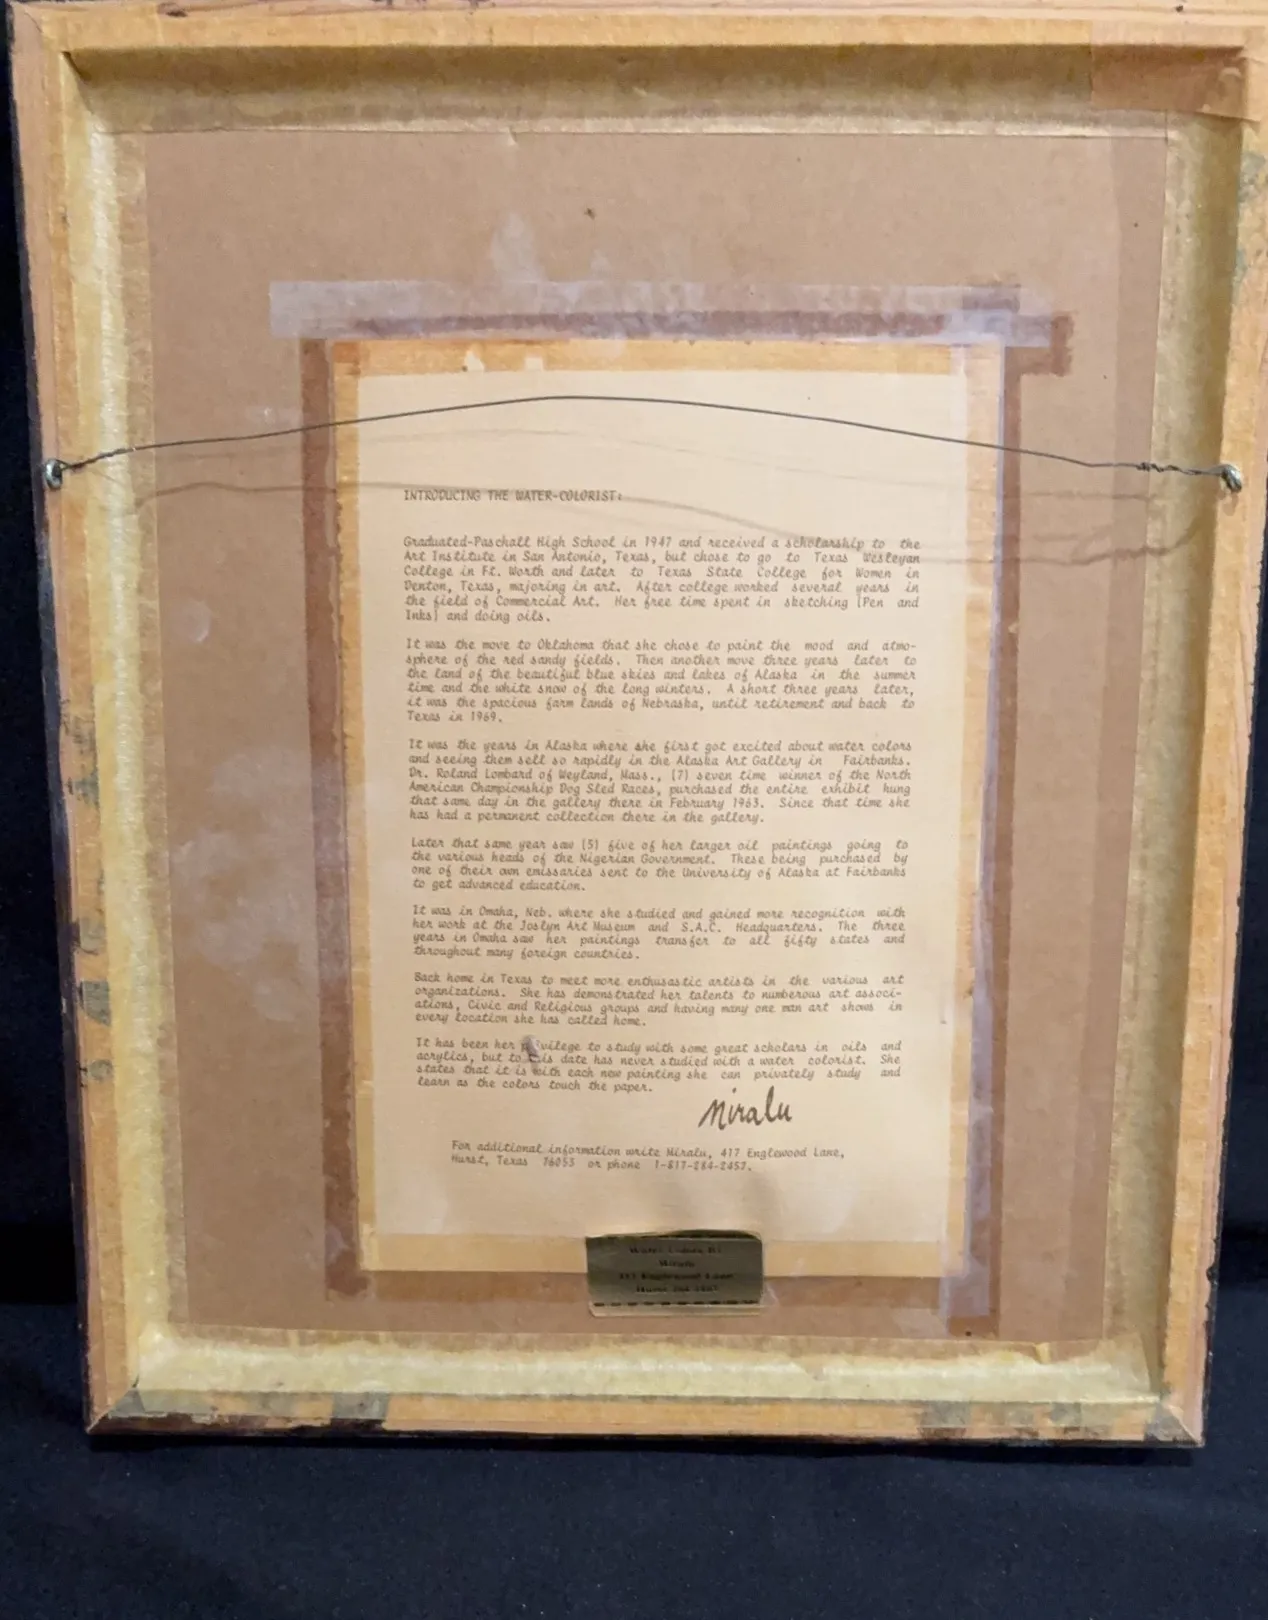 INTRODUCING THE WATER-COLORIST:
Graduated-Paschall High School in 1947 and received a scholarship to the
Art Institute in San Antonio, Texas, but chose to go to Texas Wesleyan
College in Ft. Worth and later to Texas State College for Women in
Denton, Texas, majoring in art. After college worked several years in
the field of Commercial Art. Her free time spent in sketching (Pen and
Inks) and doing oils.
It was the move to Oklahoma that she chose to paint the mood and atmo-
sphere of the red sandy fields. Then another move three years later to
the land of the beautiful blue skies and lakes of Alaska in the summer
time and the white snow of the long winters. A short three years later,
it was the spacious farm lands of Nebraska, until retirement and back to
Texas in 1969.
It was the years in Alaska where she first got excited about water colors
and seeing them sell so rapidly in the Alaska Art Gallery in Fairbanks.
Dr. Roland Lombard of Weyland, Mass., (7) seven time winner of the North
American Championship Dog Sled Races, purchased the entire exhibit hung
that same day in the gallery there in February 1963. Since that time she
has had a permanent collection there in the gallery.
Later that same year saw (5) five of her larger oil paintings going to
the various heads of the Nigerian Government. These being purchased by
one of their own emissaries sent to the University of Alaska at Fairbanks
to get advanced education.
It was in Omaha, Neb. where she studied and gained more recognition with
her work at the Joslyn Art Museum and S.A.C. Headquarters. The three
years in Omaha saw her paintings transfer to all fifty states and
throughout many foreign countries.
Back home in Texas to meet more enthusastic artists in the various art
organizations. She has demonstrated her talents to numberous art associ-
ations, Civic and Religious groups and having many one man art shows in
every location she has called home.
It has been her privilege to study with some great scholars in oils and
acrylics, but to this date has never studied with a water colorist. She
states that it is with each new painting she can privately study and
learn as the colors touch the paper.
Miralu
For additional information write Miralu, 417 Englewood Lane,
Hurst, Texas 76053 or phone 1-817-284-2457.
Water Colors By
Miralu
417 Englewood Lane